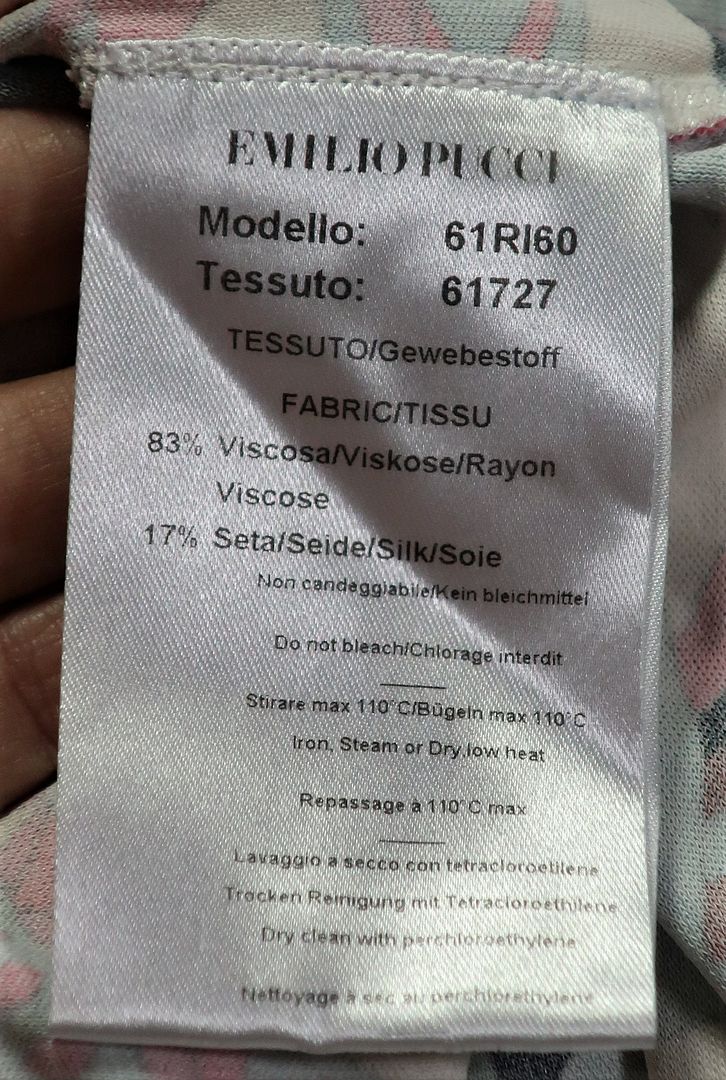 EMILIO PUCCI
Modello: 61RI60
Tessuto: 61727
TESSUTO/Gewebestoff
FABRIC/TISSU
83% Viscosa/Viskose/Rayon
Viscose
17% Seta/Seide/Silk/Soie
Non candeggiabile/Kein bleichmittel
Do not bleach/Chlorage interdit
Stirare max 110°C/Bügeln max 110°C
Iron, Steam or Dry,low heat
Repassage à 110°C max
Lavaggio a secco con tetracloroetilene
Trocken Reinigung mit Tetracloroethilene
Dry clean with perchloroethylene
Nettoyage à sec au perchlorethylene